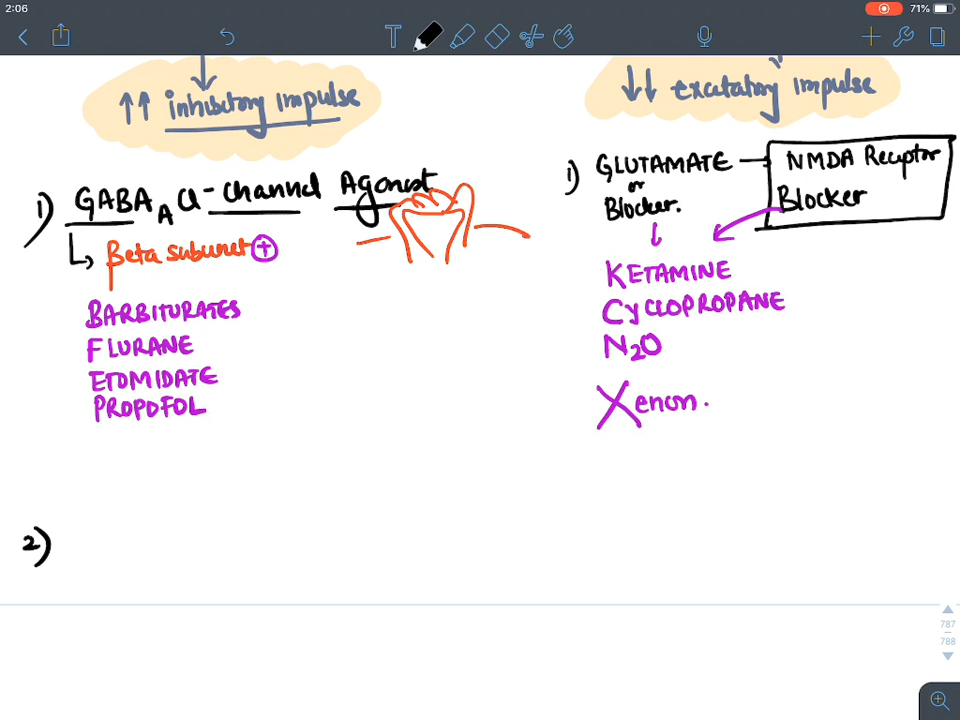 2:06
71%
T
↑↑ inhibitory impulse
↓↓ excitatory impulse
1) GABA A Cl- channel Agonist
↳ Beta subunit +
BARBITURATES
FLURANE
ETOMIDATE
PROPOFOL
1) GLUTAMATE → NMDA Receptor Blocker
or
Blocker.
↓
KETAMINE
CYCLOPROPANE
N2O
Xenon.
2)
787
788